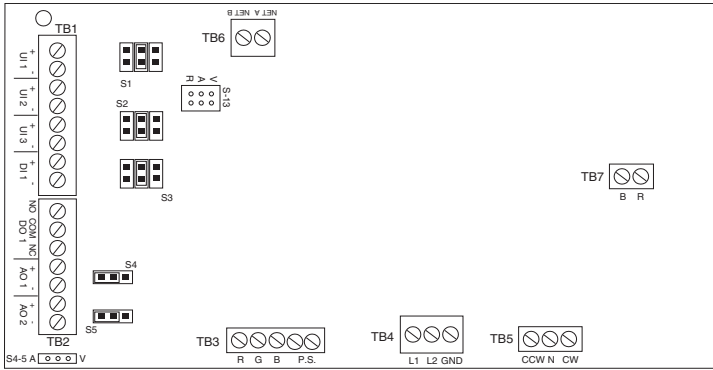 TB1
UI 1 + -
UI 2 + -
UI 3 + -
DI 1 + -
NO COM NC
DO 1
AO 1 + -
AO 2 + -
TB2
S4-5 A V
S1
S2
S3
S4
S5
R A V
S-13
TB6
NET B NET A
TB7
B R
TB3
R G B P.S.
TB4
L1 L2 GND
TB5
CCW N CW